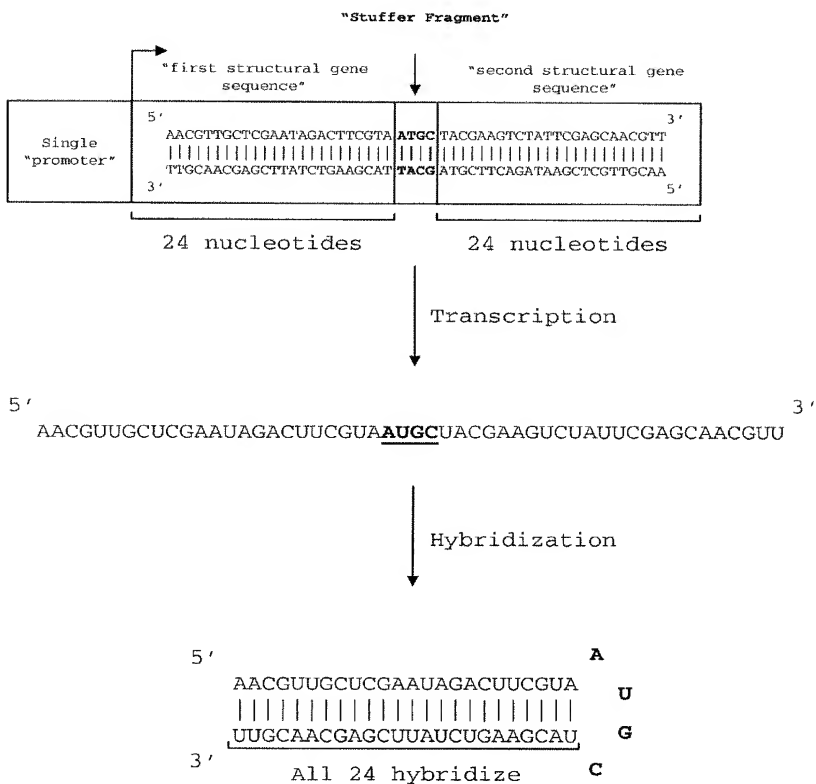 "Stuffer Fragment"
"first structural gene
sequence"
"second structural gene
sequence"
Single
"promoter"
5' 3'
AACGTTGCTCGAATAGACTTCGTA ATGC TACGAAGTCTATTCGAGCAACGTT
TTGCAACGAGCTTATCTGAAGCAT TACG ATGCTTCAGATAAGCTCGTTGCAA
3' 5'
24 nucleotides 24 nucleotides
Transcription
5' 3'
AACGUUGCUCGAAUAGACUUCGUAAUGCUACGAAGUCUAUUCGAGCAACGUU
Hybridization
5' A
AACGUUGCUCGAAUAGACUUCGUA
U
UUGCAACGAGCUUAUCUGAAGCAU G
3' C
All 24 hybridize